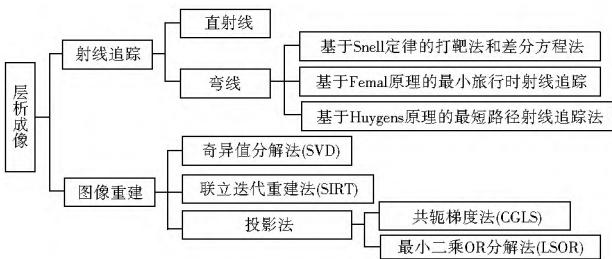 层析成像
射线追踪
直射线
弯线
基于Snell定律的打靶法和差分方程法
基于Femal原理的最小旅行时射线追踪
基于Huygens原理的最短路径射线追踪法
图像重建
奇异值分解法(SVD)
联立迭代重建法(SIRT)
投影法
共轭梯度法(CGLS)
最小二乘OR分解法(LSOR)